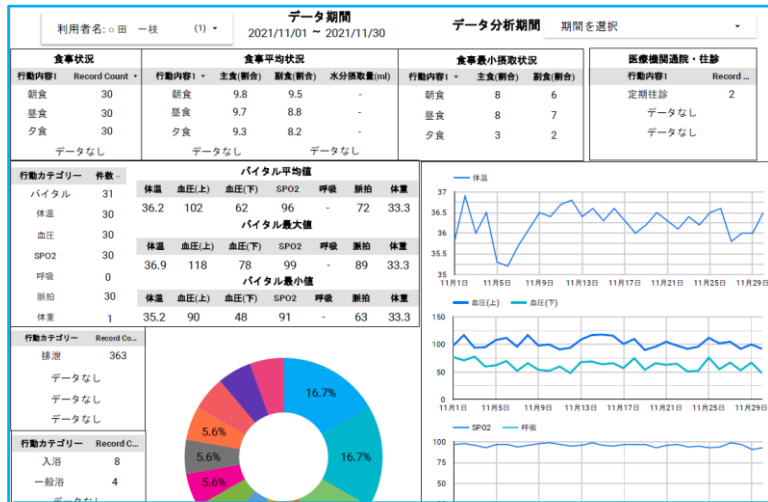 利用者名: ○田 一枝 (1)
データ期間
2021/11/01 ~ 2021/11/30
データ分析期間 期間を選択
食事状況
行動内容1 Record Count
朝食 30
昼食 30
夕食 30
データなし
食事平均状況
行動内容1 主食(割合) 副食(割合) 水分摂取量(ml)
朝食 9.8 9.5 -
昼食 9.7 8.8 -
夕食 9.3 8.2 -
データなし データなし
食事最小摂取状況
行動内容1 主食(割合) 副食(割合)
朝食 8 6
昼食 8 7
夕食 3 2
医療機関通院・往診
行動内容1 Record ...
定期往診 2
データなし
データなし
行動カテゴリー 件数
バイタル 31
体温 30
血圧 30
SPO2 30
呼吸 0
脈拍 30
体重 1
バイタル平均値
体温 血圧(上) 血圧(下) SPO2 呼吸 脈拍 体重
36.2 102 62 96 - 72 33.3
バイタル最大値
体温 血圧(上) 血圧(下) SPO2 呼吸 脈拍 体重
36.9 118 78 99 - 89 33.3
バイタル最小値
体温 血圧(上) 血圧(下) SPO2 呼吸 脈拍 体重
35.2 90 48 91 - 63 33.3
体温
37
36.5
36
35.5
35
11月1日 11月5日 11月9日 11月13日 11月17日 11月21日 11月25日 11月29日
血圧(上) 血圧(下)
150
100
50
0
11月1日 11月5日 11月9日 11月13日 11月17日 11月21日 11月25日 11月29日
SPO2 呼吸
100
75
50
25
行動カテゴリー Record Co...
排泄 363
データなし
データなし
データなし
行動カテゴリー Record C...
入浴 8
一般浴 4
データなし
16.7%
16.7%
5.6%
5.6%
5.6%